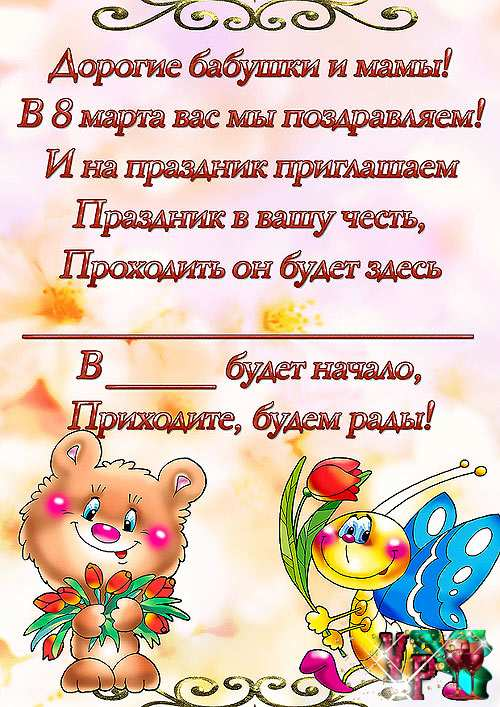 Дорогие бабушки и мамы!
В 8 марта вас мы поздравляем!
И на праздник приглашаем
Праздник в вашу честь,
Проходить он будет здесь
В ______ будет начало,
Приходите, будем рады!